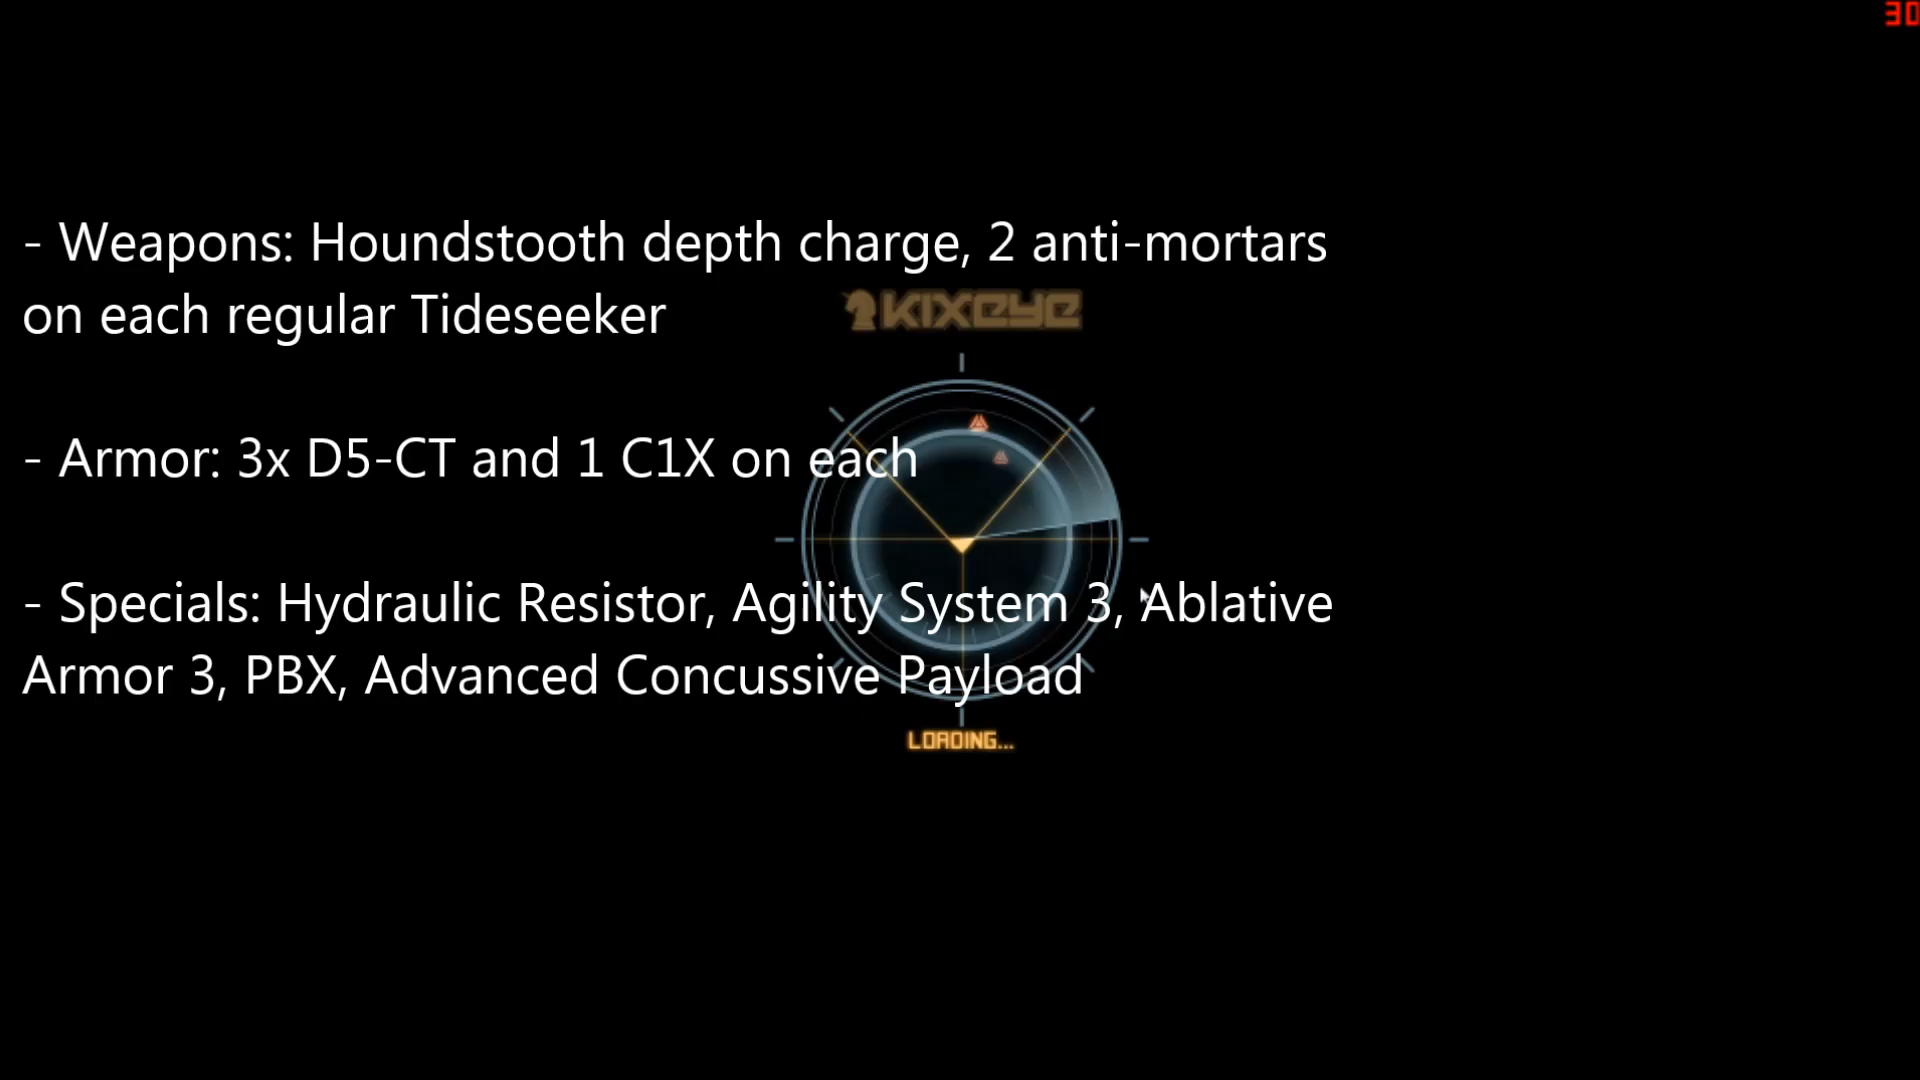 30
- Weapons: Houndstooth depth charge, 2 anti-mortars
on each regular Tideseeker
KIXEYE
- Armor: 3x D5-CT and 1 C1X on each
- Specials: Hydraulic Resistor, Agility System 3, Ablative
Armor 3, PBX, Advanced Concussive Payload
LOADING...